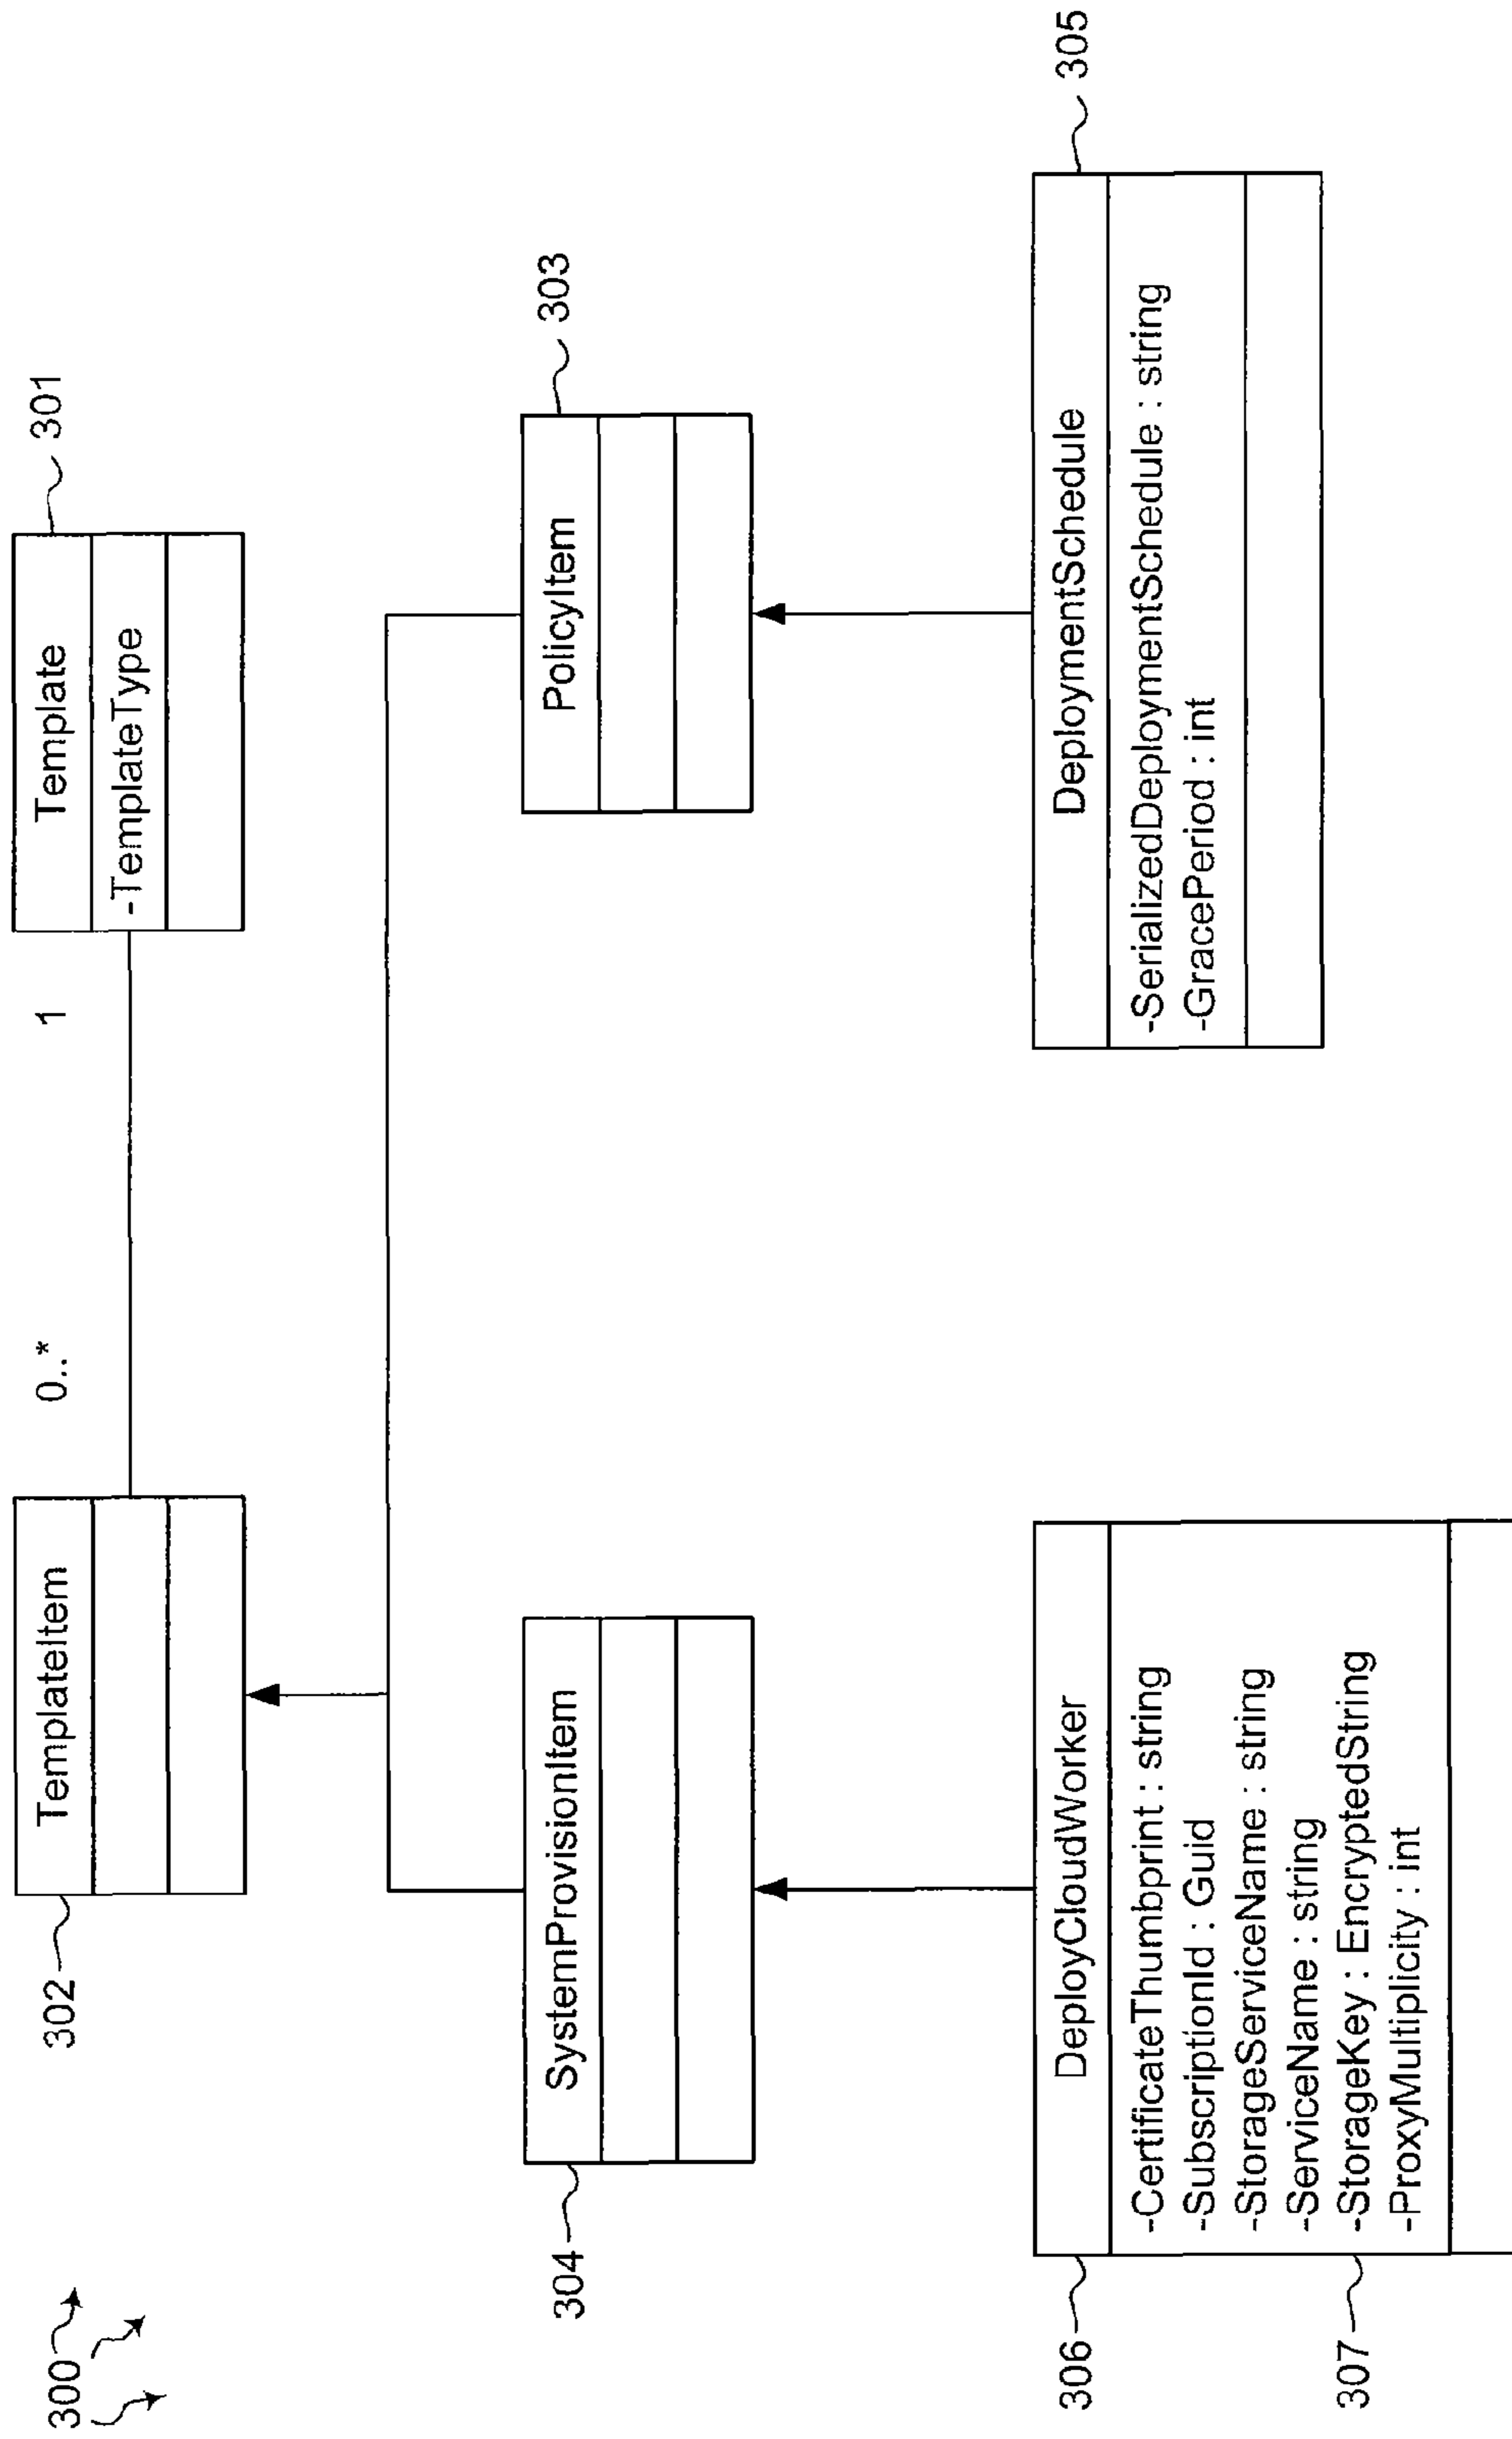 300
302
TemplateItem
0..*
1
Template
-TemplateType
301
304
SystemProvisionItem
PolicyItem
303
306
DeployCloudWorker
-CertificateThumbprint : string
-SubscriptionId : Guid
-StorageServiceName : string
-ServiceName : string
-StorageKey : EncryptedString
-ProxyMultiplicity : int
307
DeploymentSchedule
-SerializedDeploymentSchedule : string
-GracePeriod : int
305